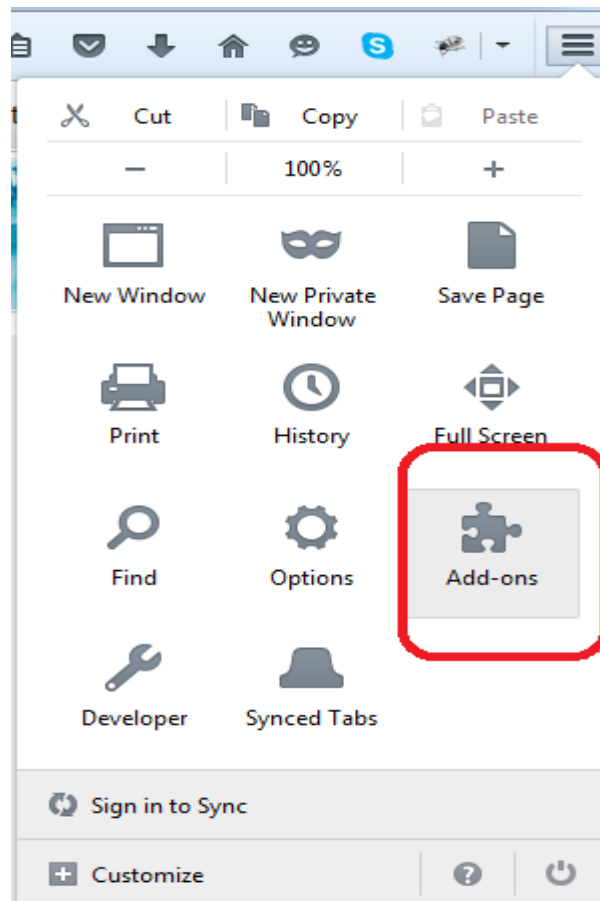 Cut Copy Paste
100%
New Window New Private Window Save Page
Print History Full Screen
Find Options Add-ons
Developer Synced Tabs
Sign in to Sync
Customize